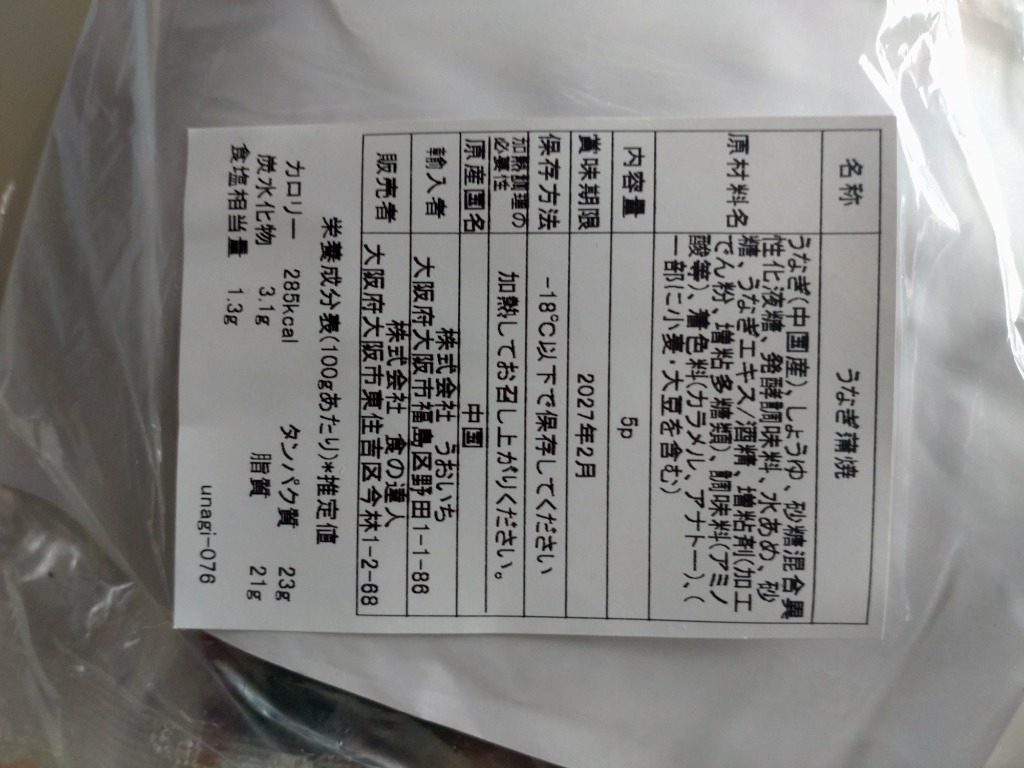 名称 うなぎ蒲焼
原材料名 うなぎ(中国産)、しょうゆ、砂糖混合異
性化液糖、発酵調味料、水あめ、砂
糖、うなぎエキス/酒精、増粘剤(加工
でん粉、増粘多糖類)、調味料(アミノ
酸等)、着色料(カラメル、アナトー)、(
一部に小麦・大豆を含む)
内容量 5p
賞味期限 2027年2月
保存方法 -18℃以下で保存してください
加熱調理の
必要性 加熱してお召し上がりください。
原産国名 中国
輸入者 株式会社 うおいち
大阪府大阪市福島区野田1-1-86
販売者 株式会社 食の達人
大阪府大阪市東住吉区今林1-2-68
栄養成分表(100gあたり)*推定値
カロリー 285kcal タンパク質 23g
炭水化物 3.1g 脂質 21g
食塩相当量 1.3g
unagi-076